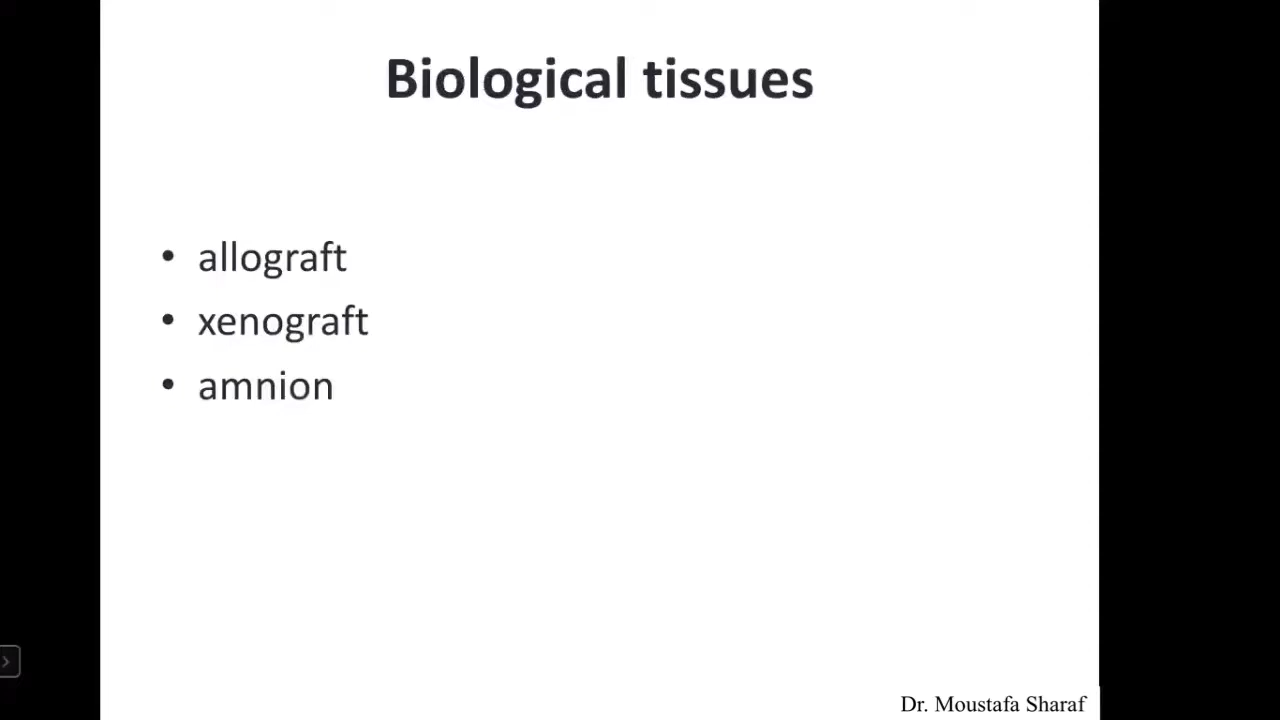 Biological tissues
• allograft
• xenograft
• amnion
Dr. Moustafa Sharaf